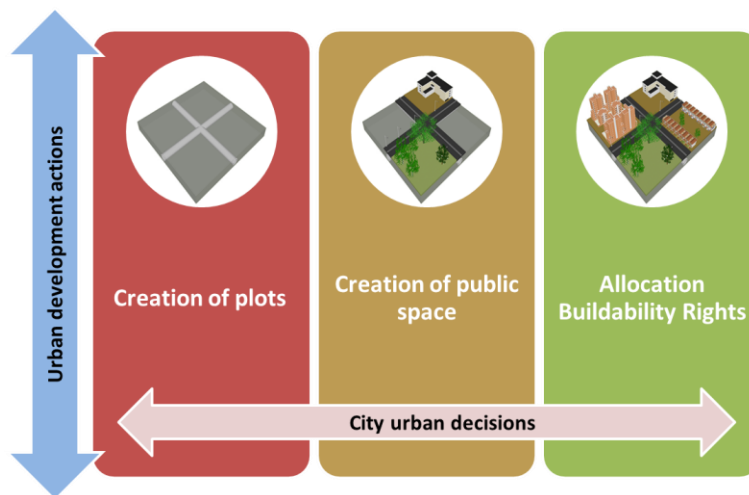 Urban development actions
Creation of plots
Creation of public
space
Allocation
Buildability Rights
City urban decisions